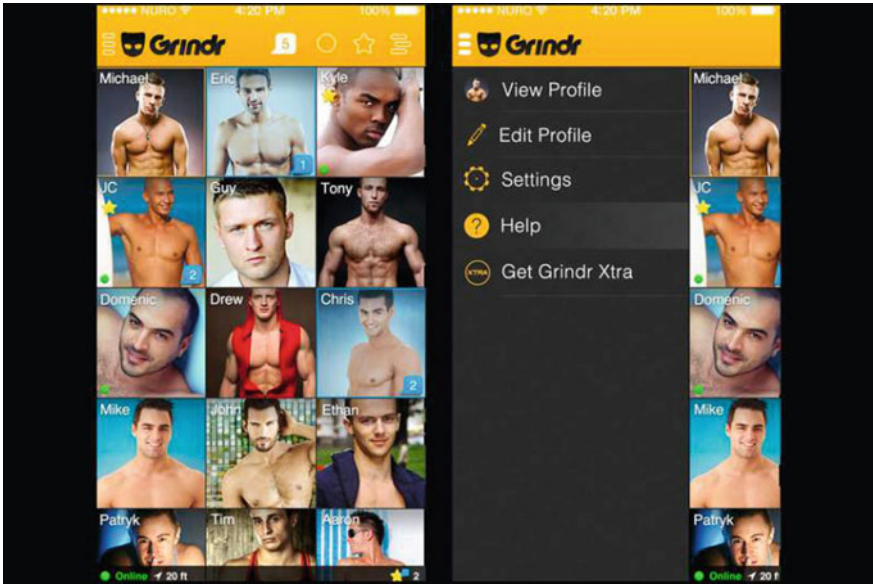 NURO 4:20 PM 100%
Grindr 5
Michael Eric Kyle
1
JC Guy Tony
2
Domenic Drew Chris
2
Mike John Ethan
Patryk Tim Aaron
Online 20 ft 2
NURO 4:20 PM 100%
Grindr
View Profile
Edit Profile
Settings
? Help
XTRA Get Grindr Xtra
Michael
JC
Domenic
Mike
Patryk
Online 20 ft